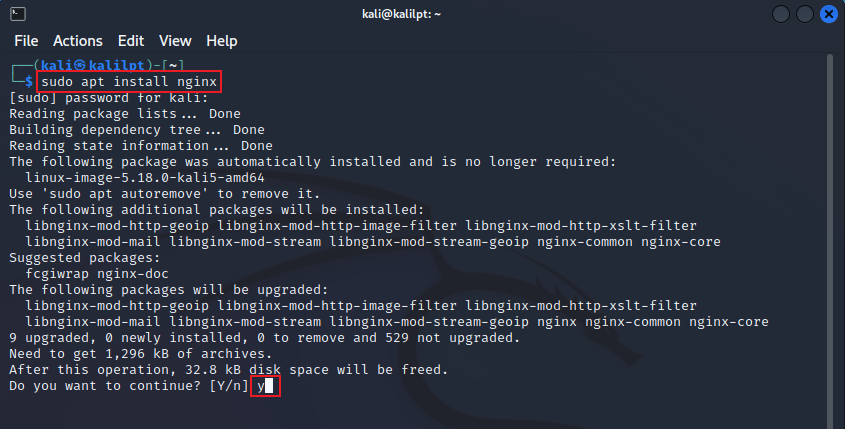 kali@kalilpt: ~
File Actions Edit View Help
┌──(kali㉿kalilpt)-[~]
└─$ sudo apt install nginx
[sudo] password for kali:
Reading package lists... Done
Building dependency tree... Done
Reading state information... Done
The following package was automatically installed and is no longer required:
  linux-image-5.18.0-kali5-amd64
Use 'sudo apt autoremove' to remove it.
The following additional packages will be installed:
  libnginx-mod-http-geoip libnginx-mod-http-image-filter libnginx-mod-http-xslt-filter
  libnginx-mod-mail libnginx-mod-stream libnginx-mod-stream-geoip nginx-common nginx-core
Suggested packages:
  fcgiwrap nginx-doc
The following packages will be upgraded:
  libnginx-mod-http-geoip libnginx-mod-http-image-filter libnginx-mod-http-xslt-filter
  libnginx-mod-mail libnginx-mod-stream libnginx-mod-stream-geoip nginx nginx-common nginx-core
9 upgraded, 0 newly installed, 0 to remove and 529 not upgraded.
Need to get 1,296 kB of archives.
After this operation, 32.8 kB disk space will be freed.
Do you want to continue? [Y/n] y